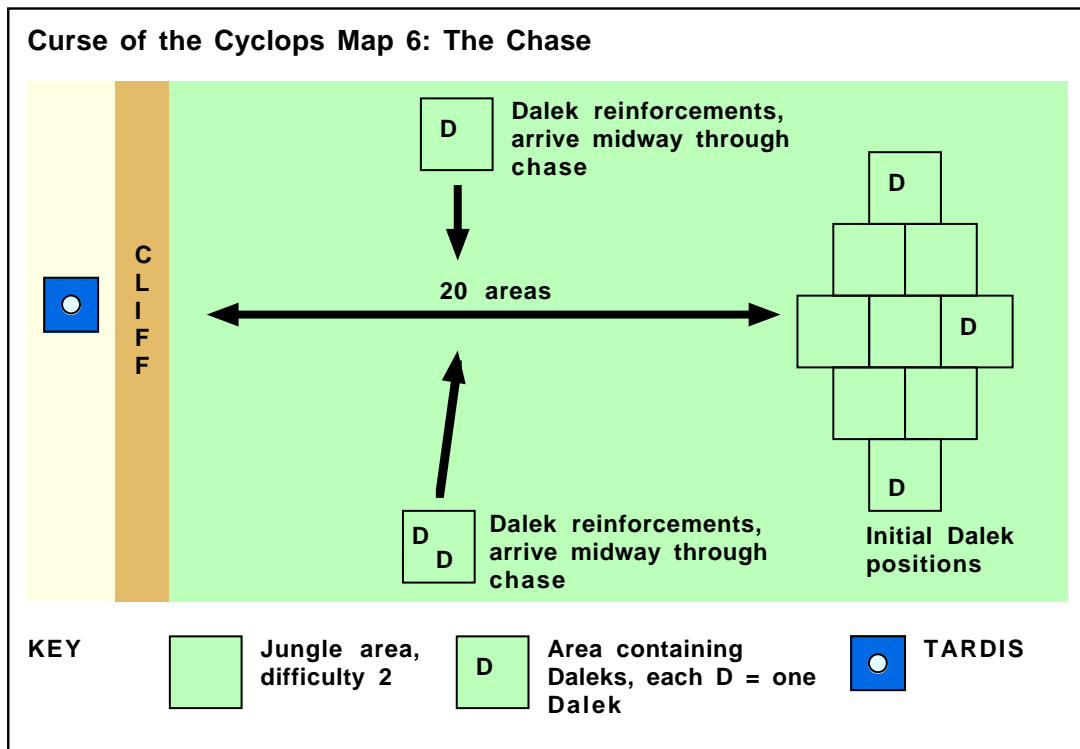 Curse of the Cyclops Map 6: The Chase
D
Dalek reinforcements,
arrive midway through
chase
D
C
L
I
F
F
20 areas
D
D
D
D
Dalek reinforcements,
arrive midway through
chase
Initial Dalek
positions
KEY
Jungle area,
difficulty 2
D
Area containing
Daleks, each D = one
Dalek
TARDIS